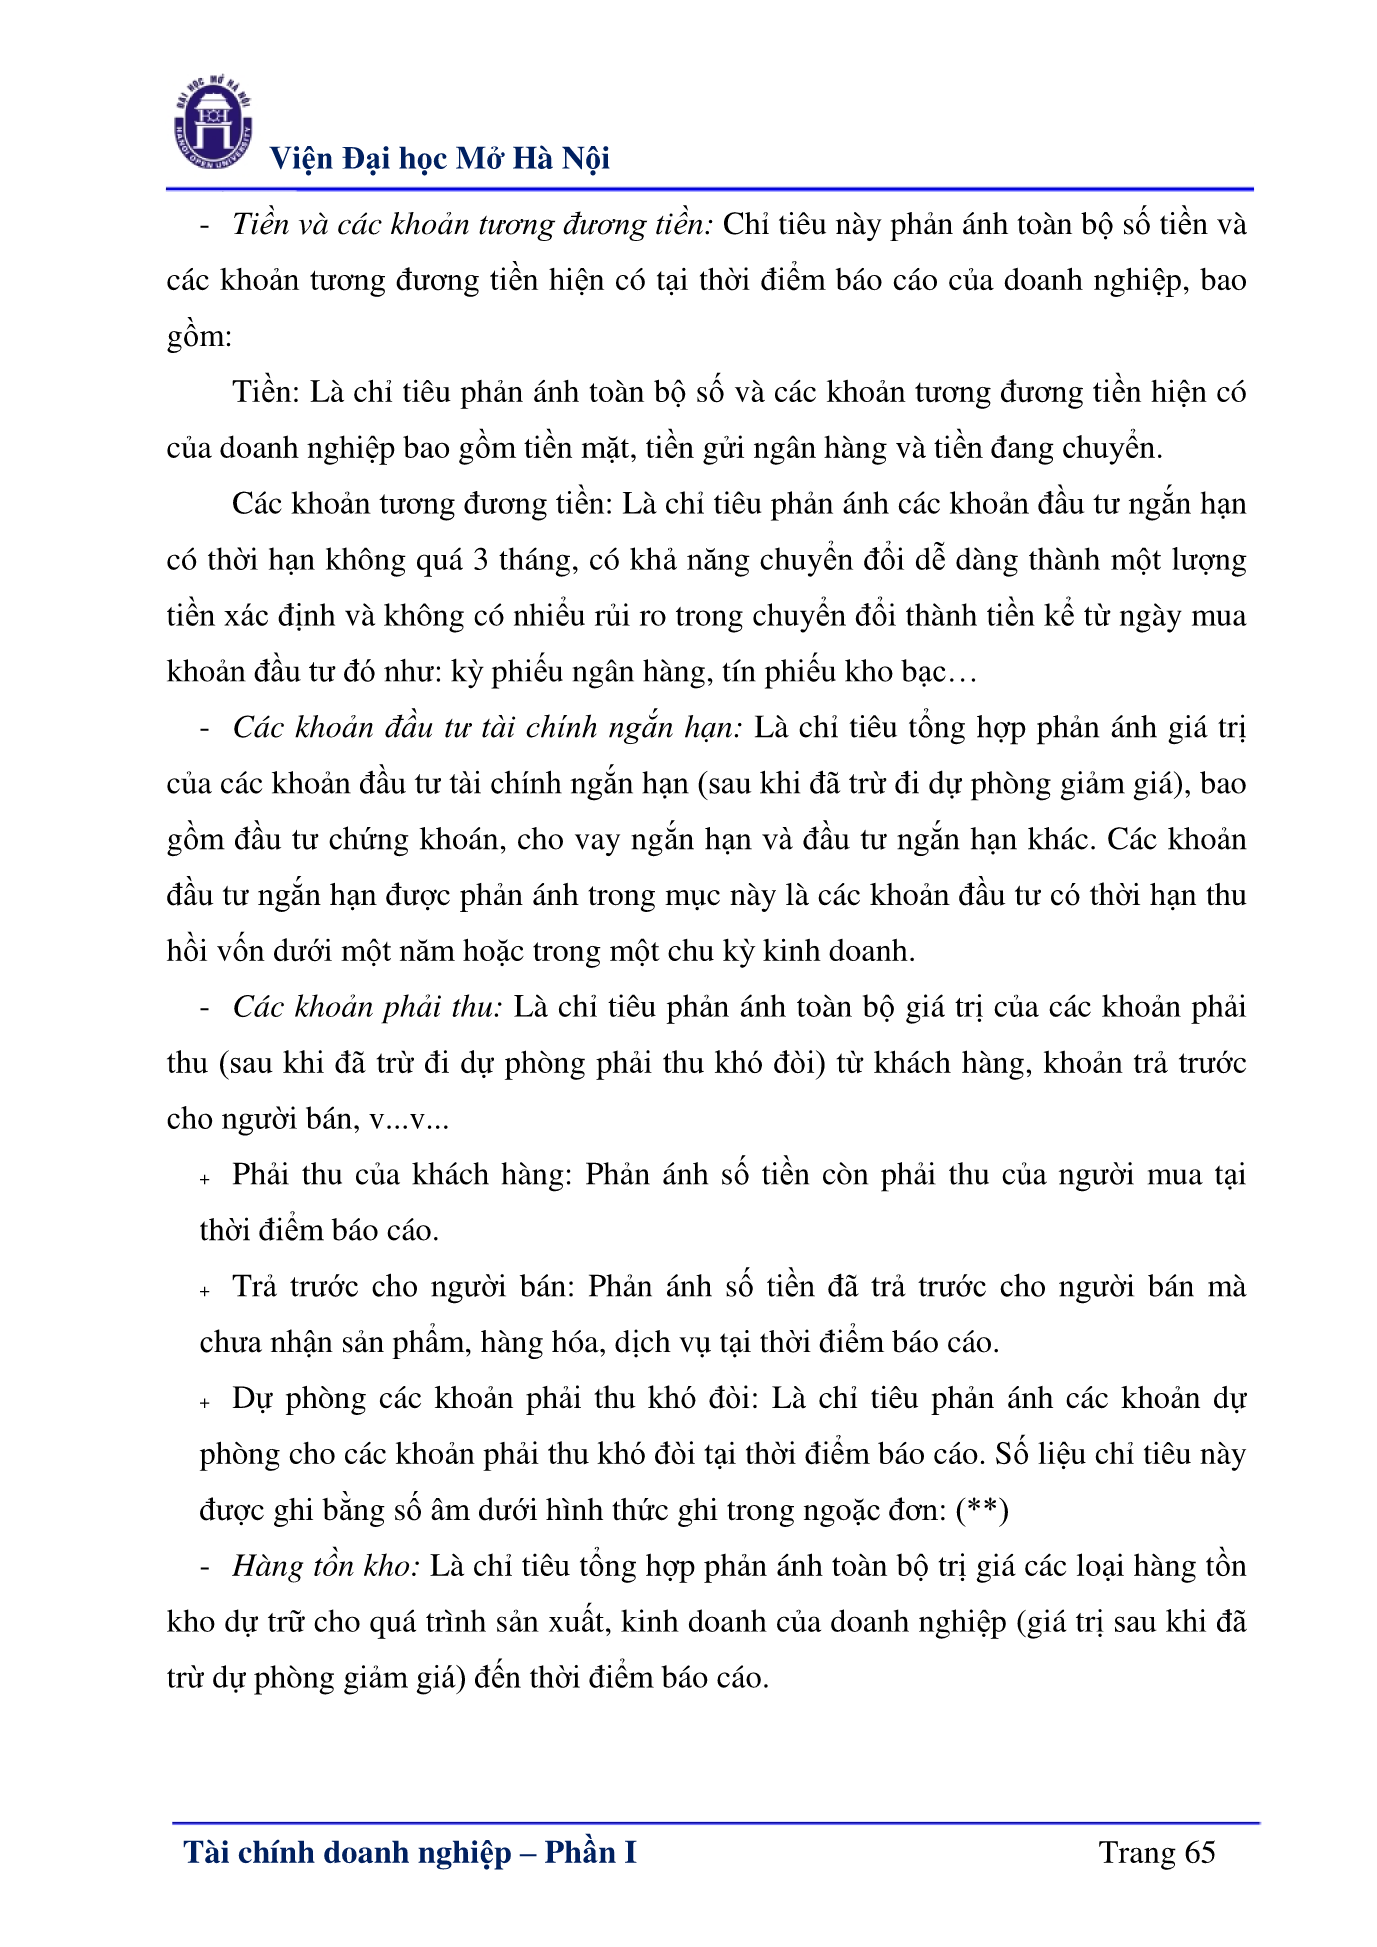 ĐẠI HỌC MỞ HÀ NỘI
HANOI OPEN UNIVERSITY
Viện Đại học Mở Hà Nội
- Tiền và các khoản tương đương tiền: Chỉ tiêu này phản ánh toàn bộ số tiền và
các khoản tương đương tiền hiện có tại thời điểm báo cáo của doanh nghiệp, bao
gồm:
Tiền: Là chỉ tiêu phản ánh toàn bộ số và các khoản tương đương tiền hiện có
của doanh nghiệp bao gồm tiền mặt, tiền gửi ngân hàng và tiền đang chuyển.
Các khoản tương đương tiền: Là chỉ tiêu phản ánh các khoản đầu tư ngắn hạn
có thời hạn không quá 3 tháng, có khả năng chuyển đổi dễ dàng thành một lượng
tiền xác định và không có nhiểu rủi ro trong chuyển đổi thành tiền kể từ ngày mua
khoản đầu tư đó như: kỳ phiếu ngân hàng, tín phiếu kho bạc…
- Các khoản đầu tư tài chính ngắn hạn: Là chỉ tiêu tổng hợp phản ánh giá trị
của các khoản đầu tư tài chính ngắn hạn (sau khi đã trừ đi dự phòng giảm giá), bao
gồm đầu tư chứng khoán, cho vay ngắn hạn và đầu tư ngắn hạn khác. Các khoản
đầu tư ngắn hạn được phản ánh trong mục này là các khoản đầu tư có thời hạn thu
hồi vốn dưới một năm hoặc trong một chu kỳ kinh doanh.
- Các khoản phải thu: Là chỉ tiêu phản ánh toàn bộ giá trị của các khoản phải
thu (sau khi đã trừ đi dự phòng phải thu khó đòi) từ khách hàng, khoản trả trước
cho người bán, v...v...
+ Phải thu của khách hàng: Phản ánh số tiền còn phải thu của người mua tại
thời điểm báo cáo.
+ Trả trước cho người bán: Phản ánh số tiền đã trả trước cho người bán mà
chưa nhận sản phẩm, hàng hóa, dịch vụ tại thời điểm báo cáo.
+ Dự phòng các khoản phải thu khó đòi: Là chỉ tiêu phản ánh các khoản dự
phòng cho các khoản phải thu khó đòi tại thời điểm báo cáo. Số liệu chỉ tiêu này
được ghi bằng số âm dưới hình thức ghi trong ngoặc đơn: (**)
- Hàng tồn kho: Là chỉ tiêu tổng hợp phản ánh toàn bộ trị giá các loại hàng tồn
kho dự trữ cho quá trình sản xuất, kinh doanh của doanh nghiệp (giá trị sau khi đã
trừ dự phòng giảm giá) đến thời điểm báo cáo.
Tài chính doanh nghiệp – Phần I Trang 65